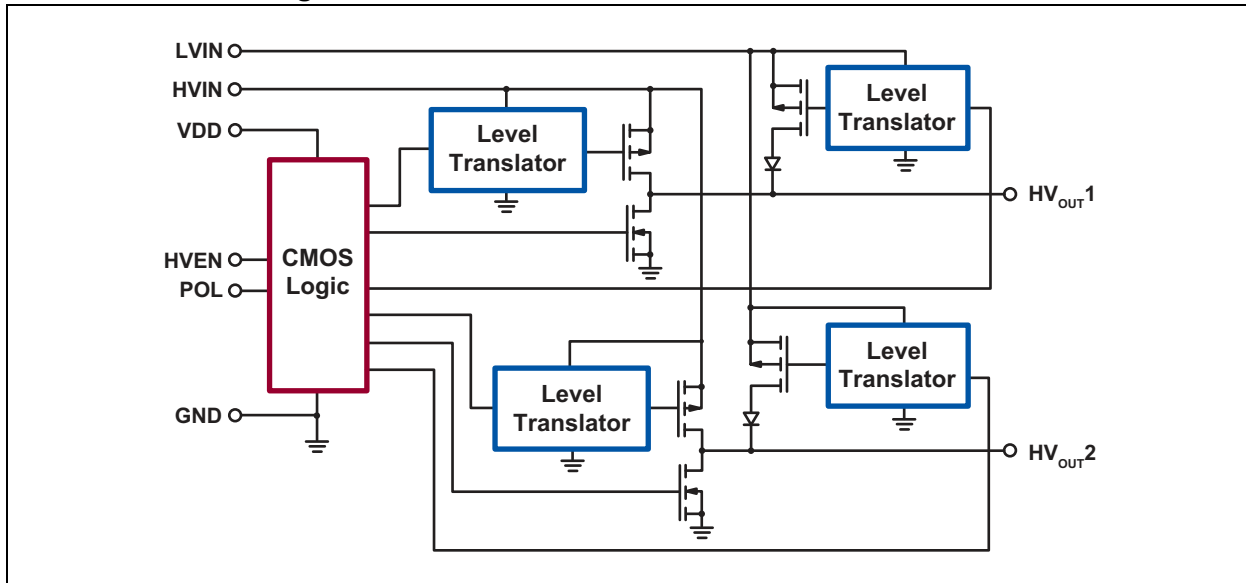 LVIN
HVIN
VDD
HVEN
POL
GND
CMOS
Logic
Level
Translator
Level
Translator
HVOUT1
Level
Translator
Level
Translator
HVOUT2